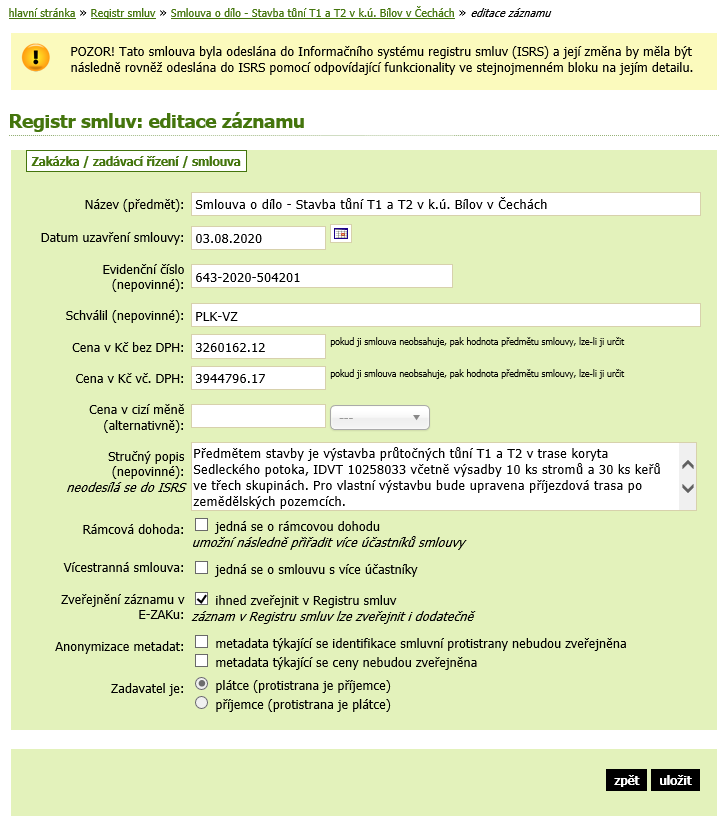 hlavní stránka » Registr smluv » Smlouva o dílo - Stavba tůní T1 a T2 v k.ú. Bílov v Čechách » editace záznamu
POZOR! Tato smlouva byla odeslána do Informačního systému registru smluv (ISRS) a její změna by měla být
následně rovněž odeslána do ISRS pomocí odpovídající funkcionality ve stejnojmenném bloku na jejím detailu.
Registr smluv: editace záznamu
Zakázka / zadávací řízení / smlouva
Název (předmět): Smlouva o dílo - Stavba tůní T1 a T2 v k.ú. Bílov v Čechách
Datum uzavření smlouvy: 03.08.2020
Evidenční číslo
(nepovinné): 643-2020-504201
Schválil (nepovinné): PLK-VZ
Cena v Kč bez DPH: 3260162.12 pokud ji smlouva neobsahuje, pak hodnota předmětu smlouvy, lze-li ji určit
Cena v Kč vč. DPH: 3944796.17 pokud ji smlouva neobsahuje, pak hodnota předmětu smlouvy, lze-li ji určit
Cena v cizí měně
(alternativně): ---
Stručný popis
(nepovinné):
neodesílá se do ISRS
Předmětem stavby je výstavba průtočných tůní T1 a T2 v trase koryta
Sedleckého potoka, IDVT 10258033 včetně výsadby 10 ks stromů a 30 ks keřů
ve třech skupinách. Pro vlastní výstavbu bude upravena příjezdová trasa po
zemědělských pozemcích.
Rámcová dohoda: jedná se o rámcovou dohodu
umožní následně přiřadit více účastníků smlouvy
Vícestranná smlouva: jedná se o smlouvu s více účastníky
Zveřejnění záznamu v
E-ZAKu: ihned zveřejnit v Registru smluv
záznam v Registru smluv lze zveřejnit i dodatečně
Anonymizace metadat: metadata týkající se identifikace smluvní protistrany nebudou zveřejněna
metadata týkající se ceny nebudou zveřejněna
Zadavatel je: plátce (protistrana je příjemce)
příjemce (protistrana je plátce)
zpět uložit